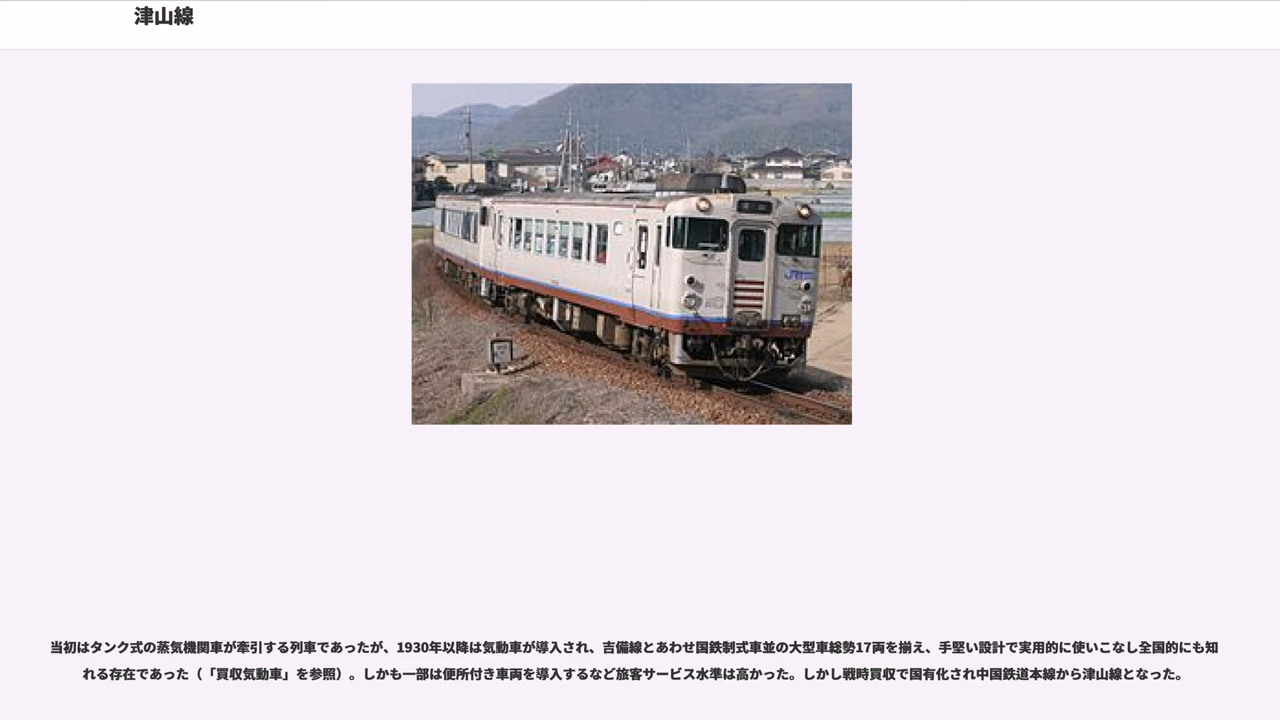 津山線
当初はタンク式の蒸気機関車が牽引する列車であったが、1930年以降は気動車が導入され、吉備線とあわせ国鉄制式車並の大型車総勢17両を揃え、手堅い設計で実用的に使いこなし全国的にも知
れる存在であった（「買収気動車」を参照）。しかも一部は便所付き車両を導入するなど旅客サービス水準は高かった。しかし戦時買収で国有化され中国鉄道本線から津山線となった。